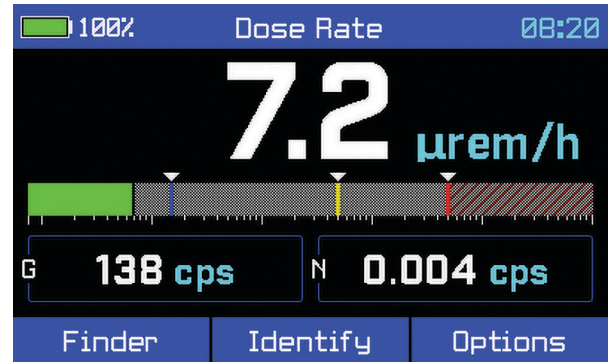 100% Dose Rate 08:20
7.2 µrem/h
G 138 cps N 0.004 cps
Finder Identify Options